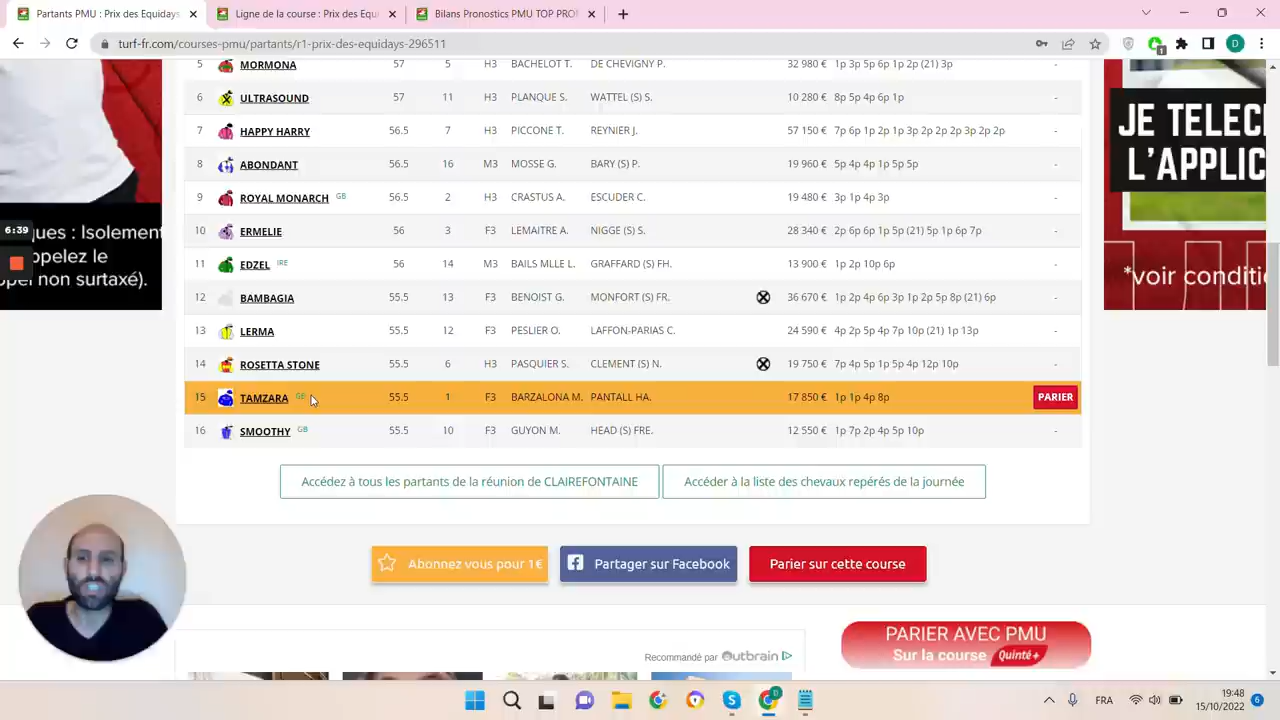 Partants PMU : Prix des Equidays
Ligne de course : Prix des Equid
Bilans Pronostics PMU TOP PRO
turf-fr.com/courses-pmu/partants/r1-prix-des-equidays-296511
5 MORMONA 57 5 H3 BACHELOT T. DE CHEVIGNY P. 32 980 € 1p 3p 5p 6p 1p 2p (21) 3p -
6 ULTRASOUND 57 11 H3 PLANQUE S. WATTEL (S) S. 10 280 € 8p 5p 4p 6p 1p -
7 HAPPY HARRY 56.5 7 H3 PICCONE T. REYNIER J. 57 150 € 7p 6p 1p 2p 1p 3p 2p 2p 2p 3p 2p 2p -
8 ABONDANT 56.5 16 M3 MOSSE G. BARY (S) P. 19 960 € 5p 4p 4p 1p 5p 5p -
9 ROYAL MONARCH GB 56.5 2 H3 CRASTUS A. ESCUDER C. 19 480 € 3p 1p 4p 3p -
10 ERMELIE 56 3 F3 LEMAITRE A. NIGGE (S) S. 28 340 € 2p 6p 6p 1p 5p (21) 5p 1p 6p 7p -
11 EDZEL IRE 56 14 M3 BAILS MLLE L. GRAFFARD (S) FH. 13 900 € 1p 2p 10p 6p -
12 BAMBAGIA 55.5 13 F3 BENOIST G. MONFORT (S) FR. 36 670 € 1p 2p 4p 6p 3p 1p 2p 5p 8p (21) 6p -
13 LERMA 55.5 12 F3 PESLIER O. LAFFON-PARIAS C. 24 590 € 4p 2p 5p 4p 7p 10p (21) 1p 13p -
14 ROSETTA STONE 55.5 6 H3 PASQUIER S. CLEMENT (S) N. 19 750 € 7p 4p 5p 1p 5p 4p 12p 10p -
15 TAMZARA GB 55.5 1 F3 BARZALONA M. PANTALL HA. 17 850 € 1p 1p 4p 8p PARIER
16 SMOOTHY GB 55.5 10 F3 GUYON M. HEAD (S) FRE. 12 550 € 1p 7p 2p 4p 5p 10p -
6:39
ques : Isolement
appelez le
ppel non surtaxé).
JE TELECH
L'APPLIC
*voir conditi
Accédez à tous les partants de la réunion de CLAIREFONTAINE
Accéder à la liste des chevaux repérés de la journée
Abonnez vous pour 1€
Partager sur Facebook
Parier sur cette course
Recommandé par Outbrain
PARIER AVEC PMU
Sur la course Quinté+
FRA
19:48
15/10/2022
6